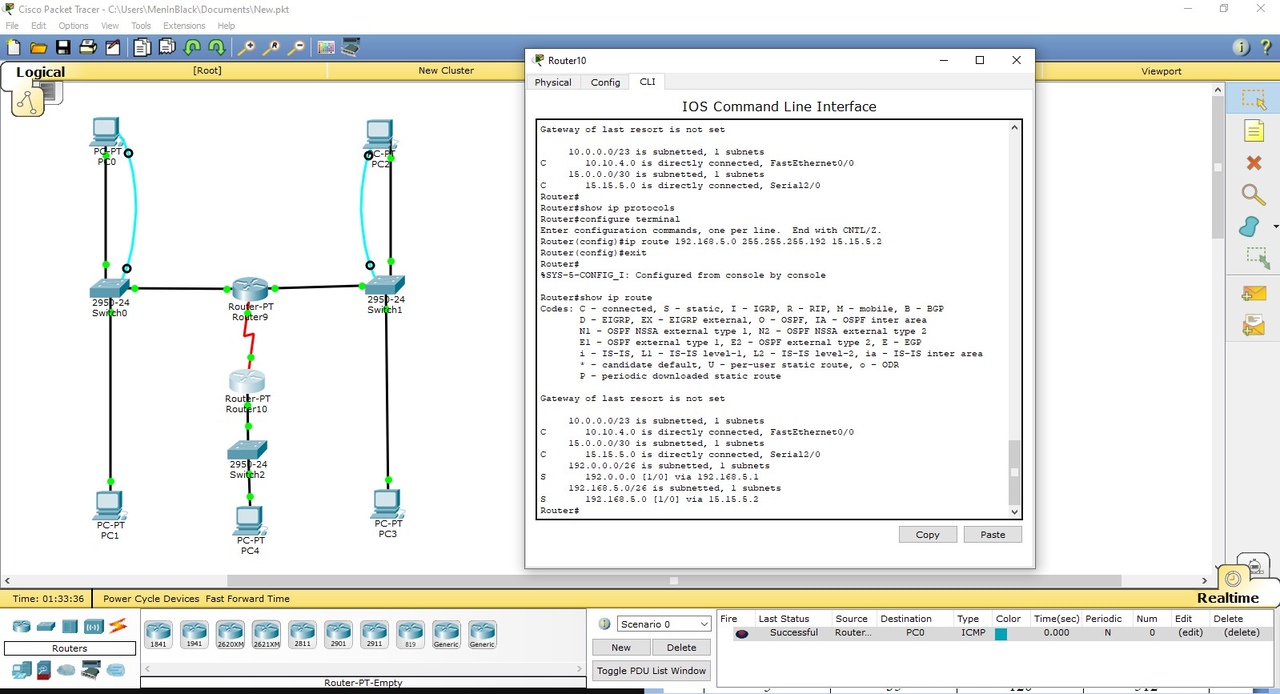 Cisco Packet Tracer - C:\Users\MenInBlack\Documents\New.pkt
File Edit Options View Tools Extensions Help
Logical
[Root]
New Cluster
Viewport
PC-PT
PC0
PC-PT
PC2
2950-24
Switch0
Router-PT
Router9
2950-24
Switch1
Router-PT
Router10
2950-24
Switch2
PC-PT
PC1
PC-PT
PC4
PC-PT
PC3
Router10
Physical Config CLI
IOS Command Line Interface
Gateway of last resort is not set
10.0.0.0/23 is subnetted, 1 subnets
C 10.10.4.0 is directly connected, FastEthernet0/0
15.0.0.0/30 is subnetted, 1 subnets
C 15.15.5.0 is directly connected, Serial2/0
Router#
Router#show ip protocols
Router#configure terminal
Enter configuration commands, one per line. End with CNTL/Z.
Router(config)#ip route 192.168.5.0 255.255.255.192 15.15.5.2
Router(config)#exit
Router#
%SYS-5-CONFIG_I: Configured from console by console
Router#show ip route
Codes: C - connected, S - static, I - IGRP, R - RIP, M - mobile, B - BGP
D - EIGRP, EX - EIGRP external, O - OSPF, IA - OSPF inter area
N1 - OSPF NSSA external type 1, N2 - OSPF NSSA external type 2
E1 - OSPF external type 1, E2 - OSPF external type 2, E - EGP
i - IS-IS, L1 - IS-IS level-1, L2 - IS-IS level-2, ia - IS-IS inter area
* - candidate default, U - per-user static route, o - ODR
P - periodic downloaded static route
Gateway of last resort is not set
10.0.0.0/23 is subnetted, 1 subnets
C 10.10.4.0 is directly connected, FastEthernet0/0
15.0.0.0/30 is subnetted, 1 subnets
C 15.15.5.0 is directly connected, Serial2/0
192.0.0.0/26 is subnetted, 1 subnets
S 192.0.0.0 [1/0] via 192.168.5.1
192.168.5.0/26 is subnetted, 1 subnets
S 192.168.5.0 [1/0] via 15.15.5.2
Router#
Copy Paste
Time: 01:33:36 Power Cycle Devices Fast Forward Time
Realtime
Routers
1841 1941 2620XM 2621XM 2811 2901 2911 819 Generic Generic
Router-PT-Empty
Scenario 0
New Delete
Toggle PDU List Window
Fire Last Status Source Destination Type Color Time(sec) Periodic Num Edit Delete
Successful Router... PC0 ICMP 0.000 N 0 (edit) (delete)